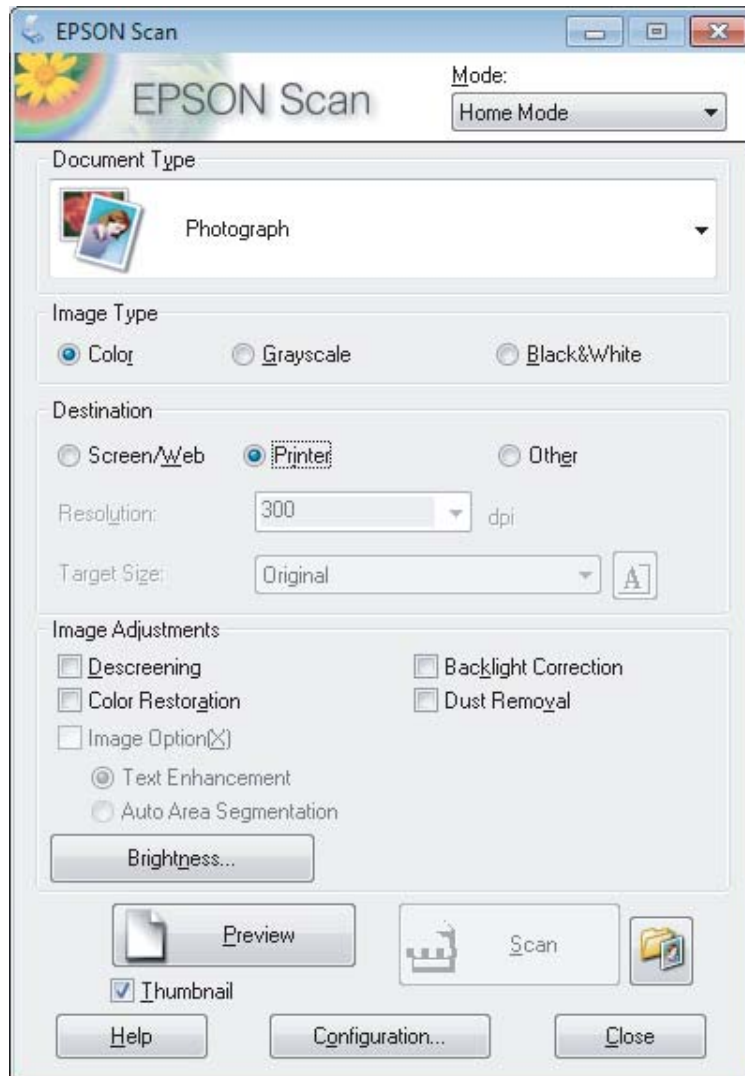 EPSON Scan
EPSON Scan
Mode:
Home Mode
Document Type
Photograph
Image Type
Color Grayscale Black&White
Destination
Screen/Web Printer Other
Resolution: 300 dpi
Target Size: Original A
Image Adjustments
Descreening Backlight Correction
Color Restoration Dust Removal
Image Option(X)
Text Enhancement
Auto Area Segmentation
Brightness...
Preview Scan
Thumbnail
Help Configuration... Close